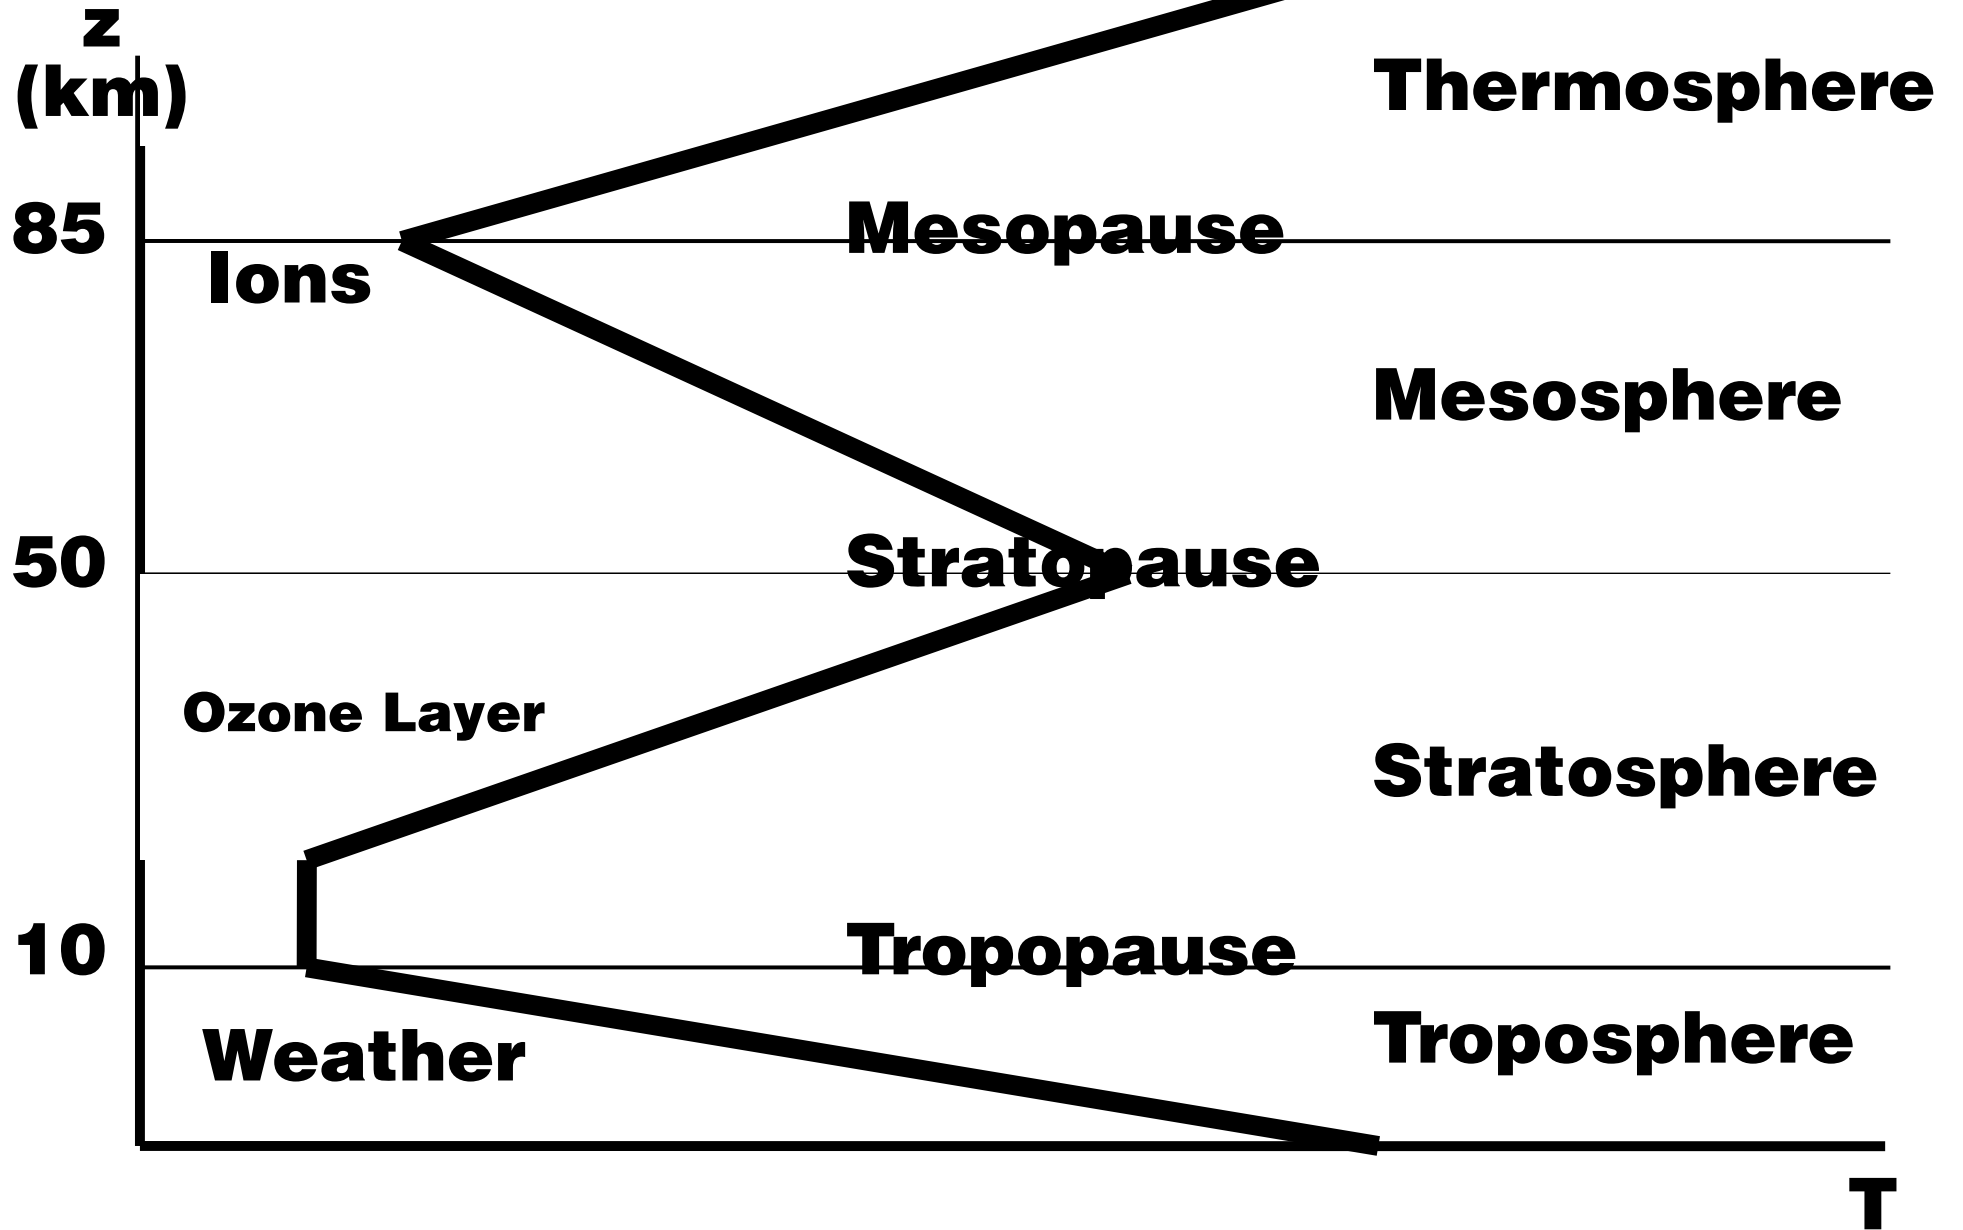 z
(km)
Thermosphere
85
Mesopause
Ions
Mesosphere
50
Stratopause
Ozone Layer
Stratosphere
10
Tropopause
Weather
Troposphere
T